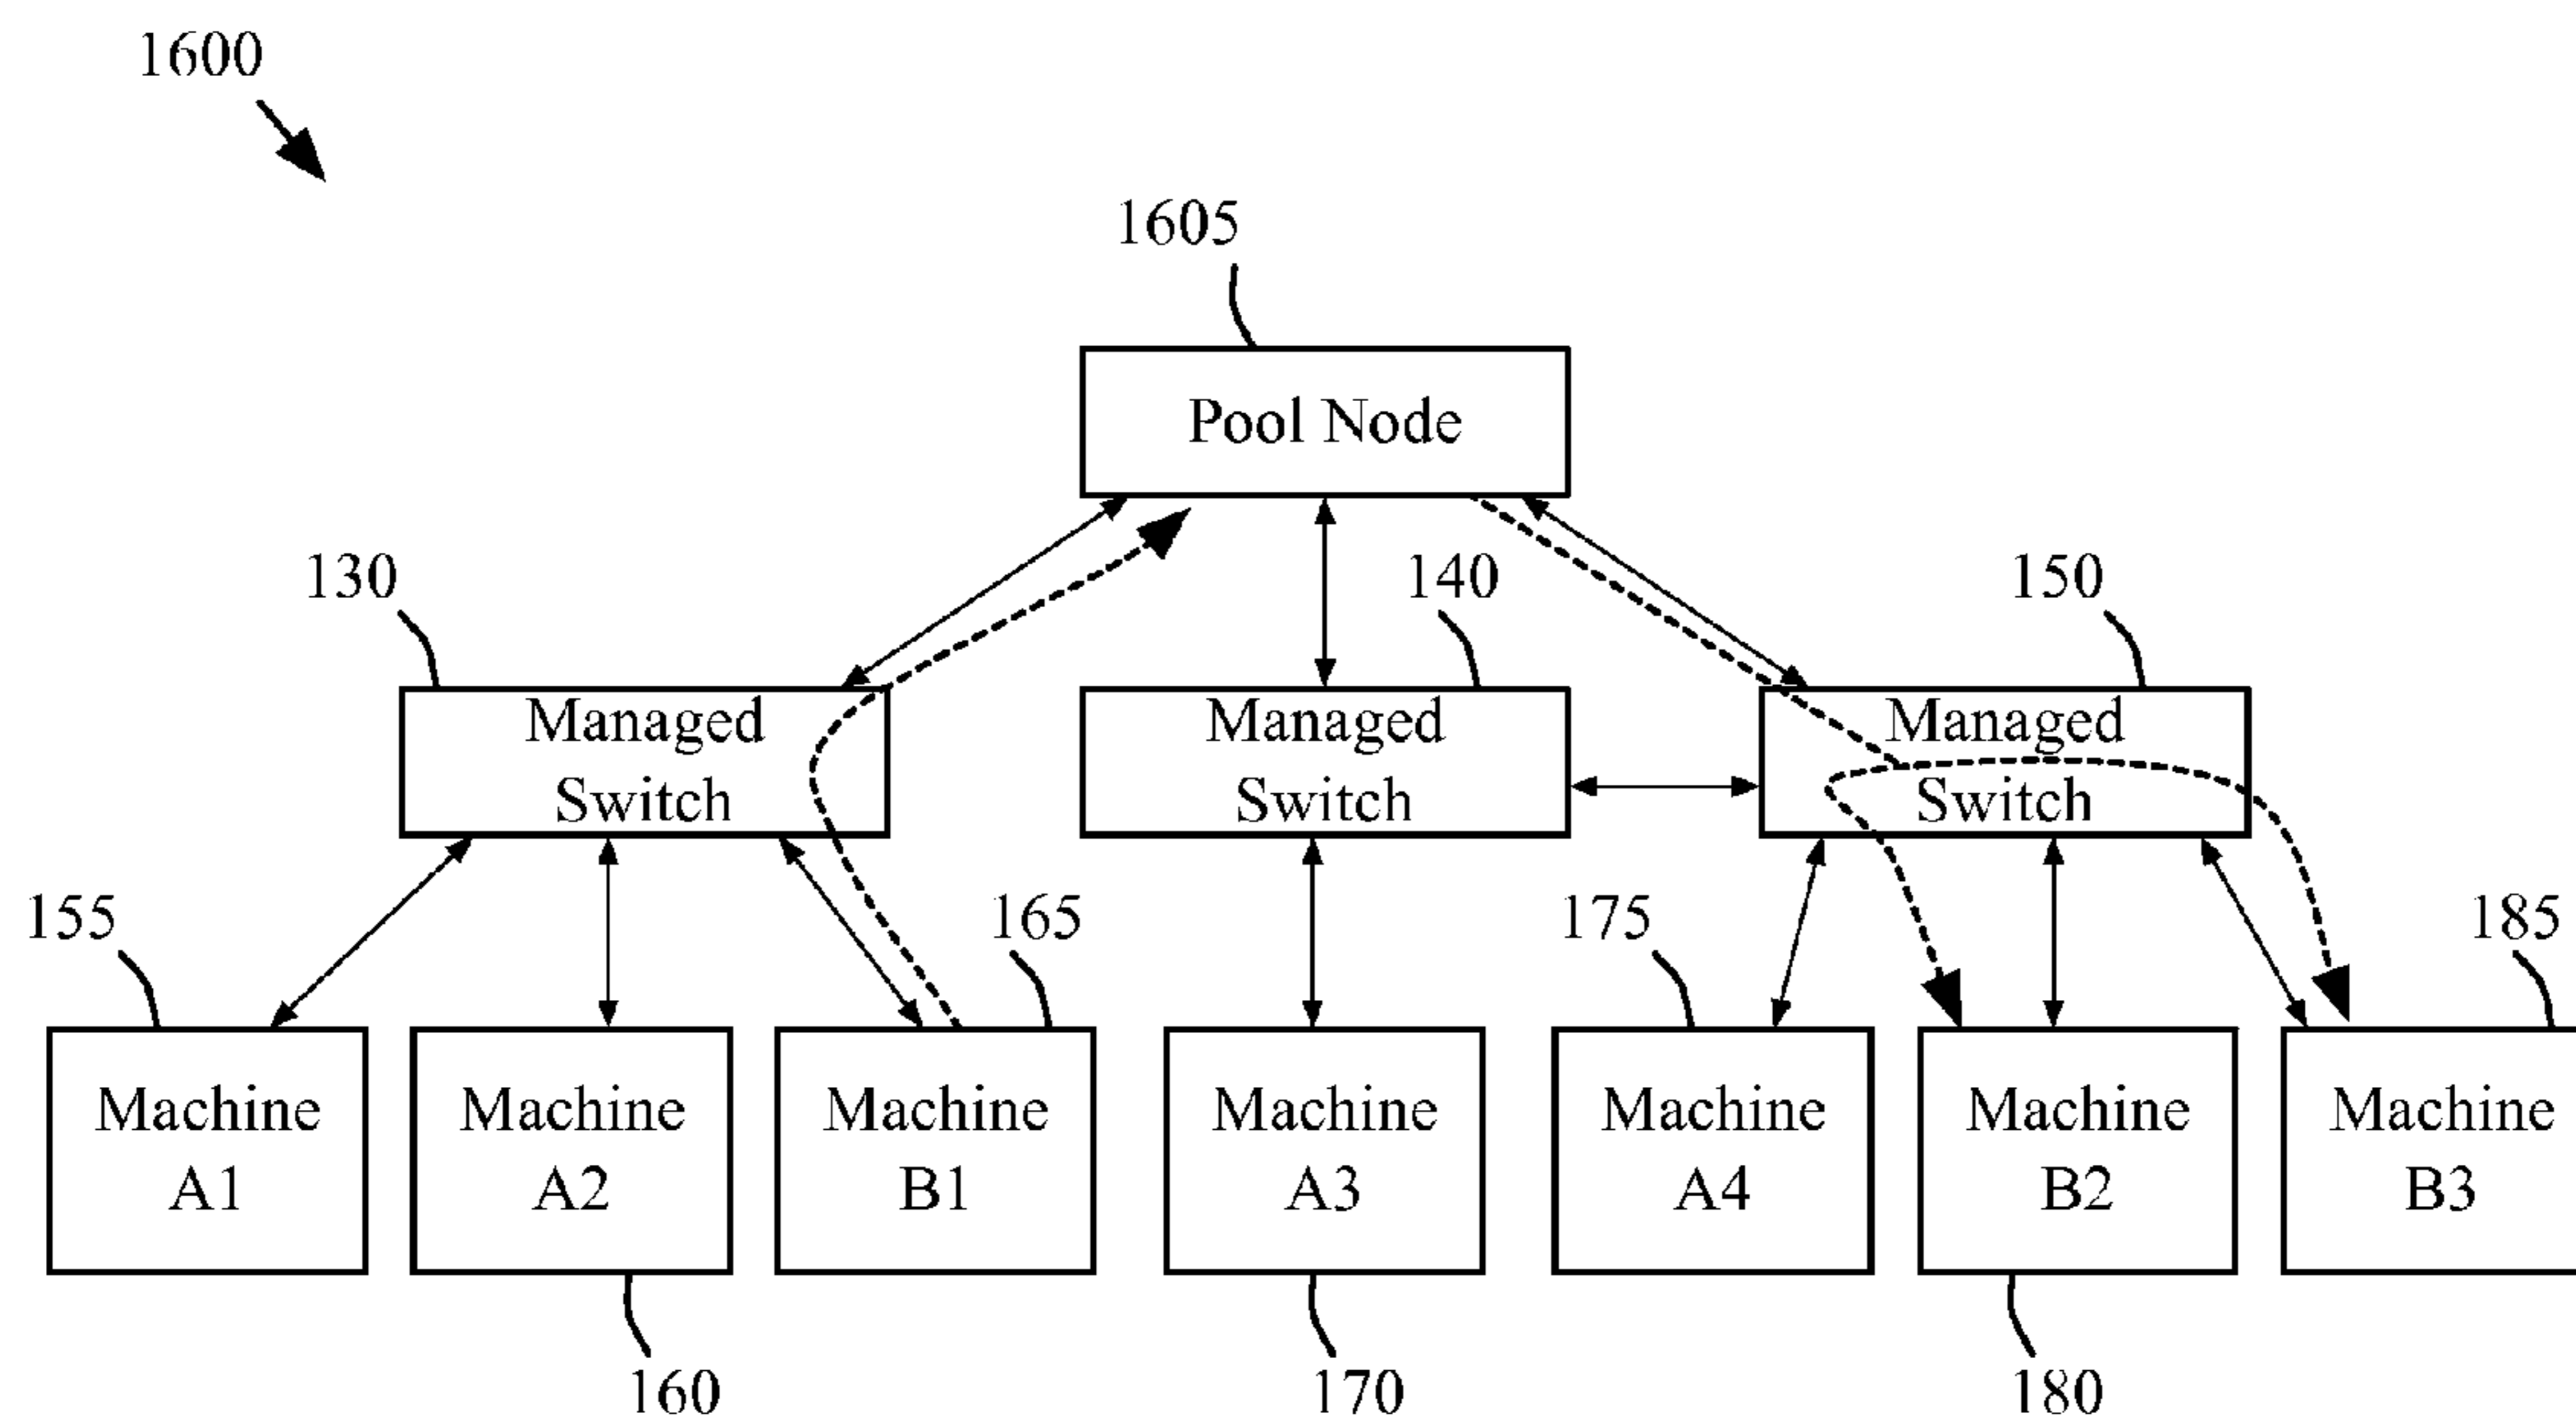 1600
1605
Pool Node
130
140
150
Managed
Switch
Managed
Switch
Managed
Switch
155
165
175
185
Machine
A1
Machine
A2
Machine
B1
Machine
A3
Machine
A4
Machine
B2
Machine
B3
160
170
180